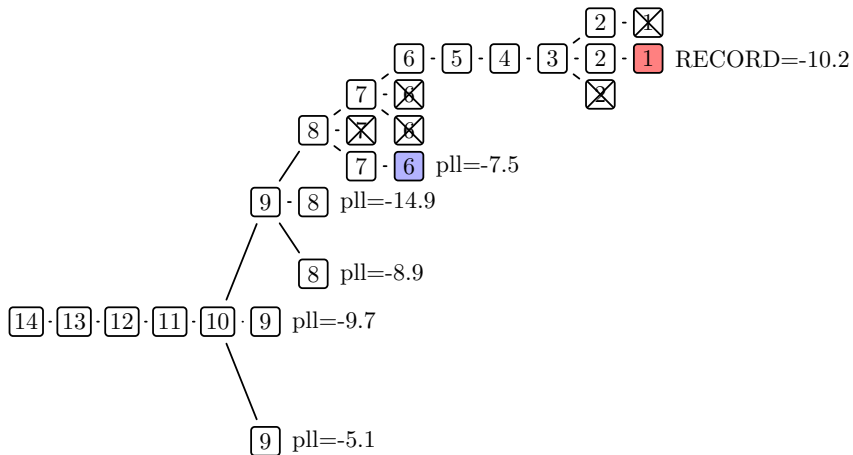 2 1
6 5 4 3 2 1 RECORD=-10.2
7 6 2
8 7 6
7 6 pll=-7.5
9 8 pll=-14.9
8 pll=-8.9
14 13 12 11 10 9 pll=-9.7
9 pll=-5.1